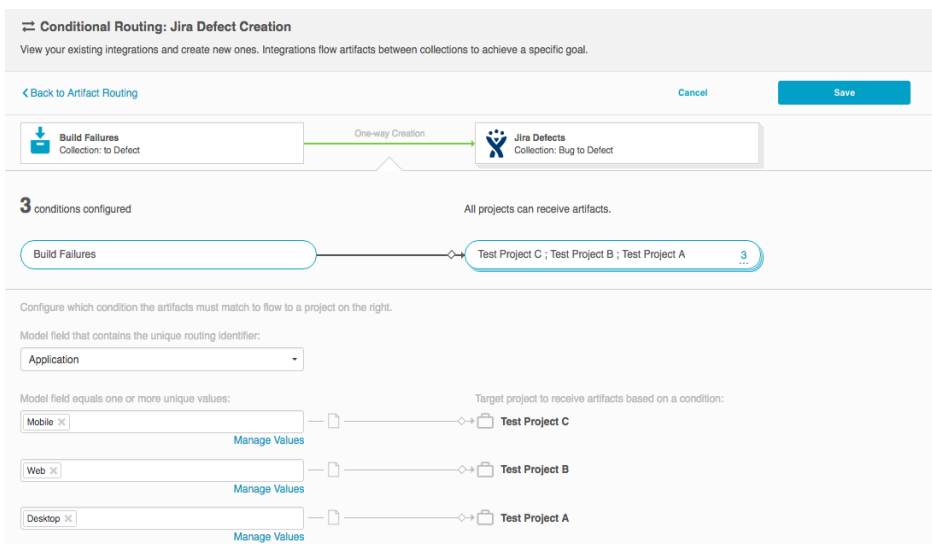 Conditional Routing: Jira Defect Creation
View your existing integrations and create new ones. Integrations flow artifacts between collections to achieve a specific goal.
Back to Artifact Routing
Cancel
Save
Build Failures
Collection: to Defect
One-way Creation
Jira Defects
Collection: Bug to Defect
3 conditions configured
All projects can receive artifacts.
Build Failures
Test Project C ; Test Project B ; Test Project A
3
Configure which condition the artifacts must match to flow to a project on the right.
Model field that contains the unique routing identifier:
Application
Model field equals one or more unique values:
Target project to receive artifacts based on a condition:
Mobile
Test Project C
Manage Values
Web
Test Project B
Manage Values
Desktop
Test Project A
Manage Values